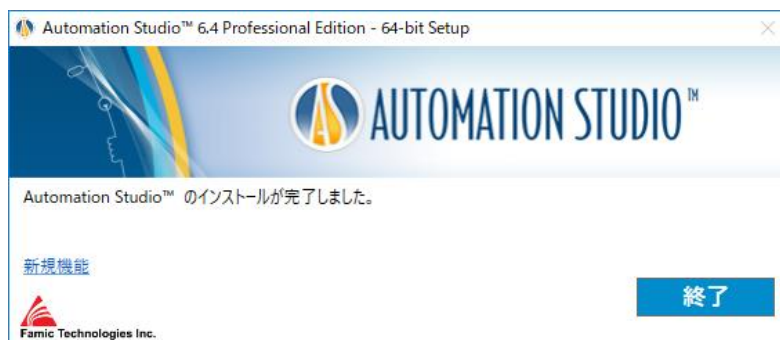 Automation Studio™ 6.4 Professional Edition - 64-bit Setup
AUTOMATION STUDIO™
Automation Studio™ のインストールが完了しました。
新規機能
終了
Famic Technologies Inc.